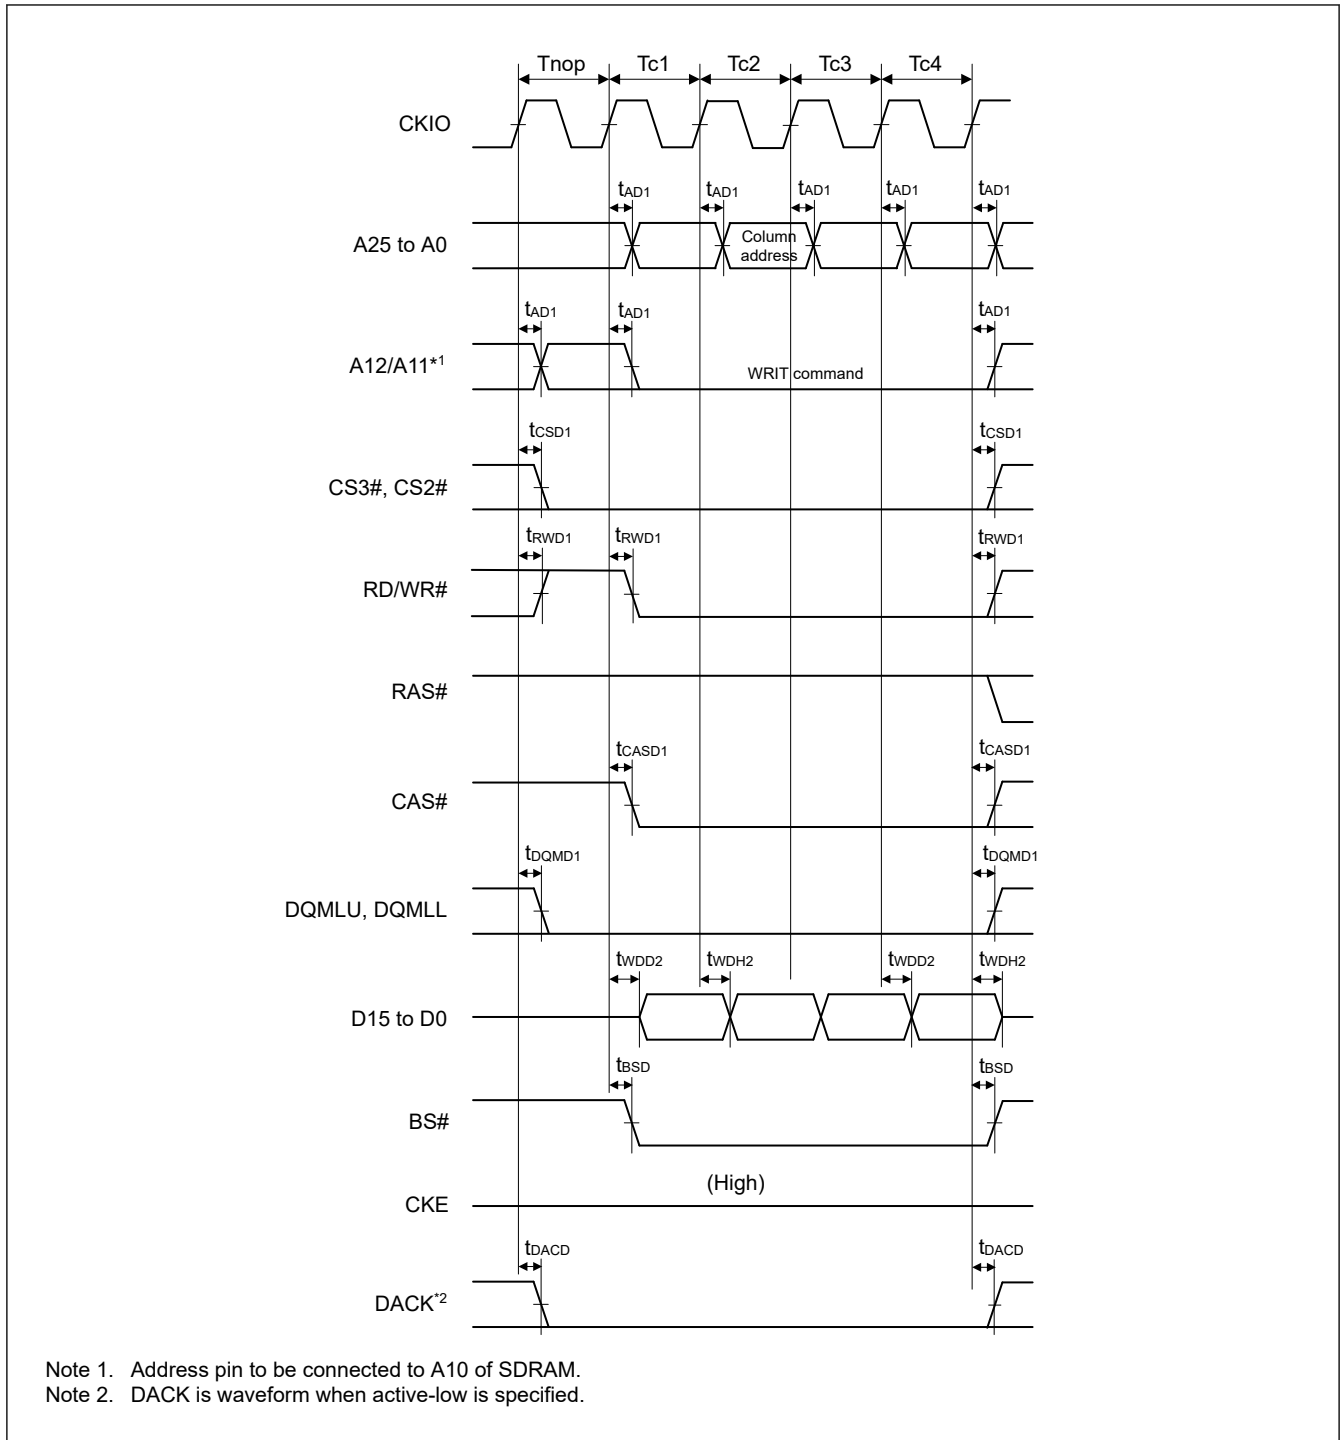 Tnop Tc1 Tc2 Tc3 Tc4
CKIO
tAD1 tAD1 tAD1 tAD1 tAD1
A25 to A0
Column
address
tAD1 tAD1 tAD1
A12/A11*1
WRIT command
tCSD1 tCSD1
CS3#, CS2#
tRWD1 tRWD1 tRWD1
RD/WR#
RAS#
tCASD1 tCASD1
CAS#
tDQMD1 tDQMD1
DQMLU, DQMLL
tWDD2 tWDH2 tWDD2 tWDH2
D15 to D0
tBSD tBSD
BS#
(High)
CKE
tDACD tDACD
DACK*2
Note 1. Address pin to be connected to A10 of SDRAM.
Note 2. DACK is waveform when active-low is specified.